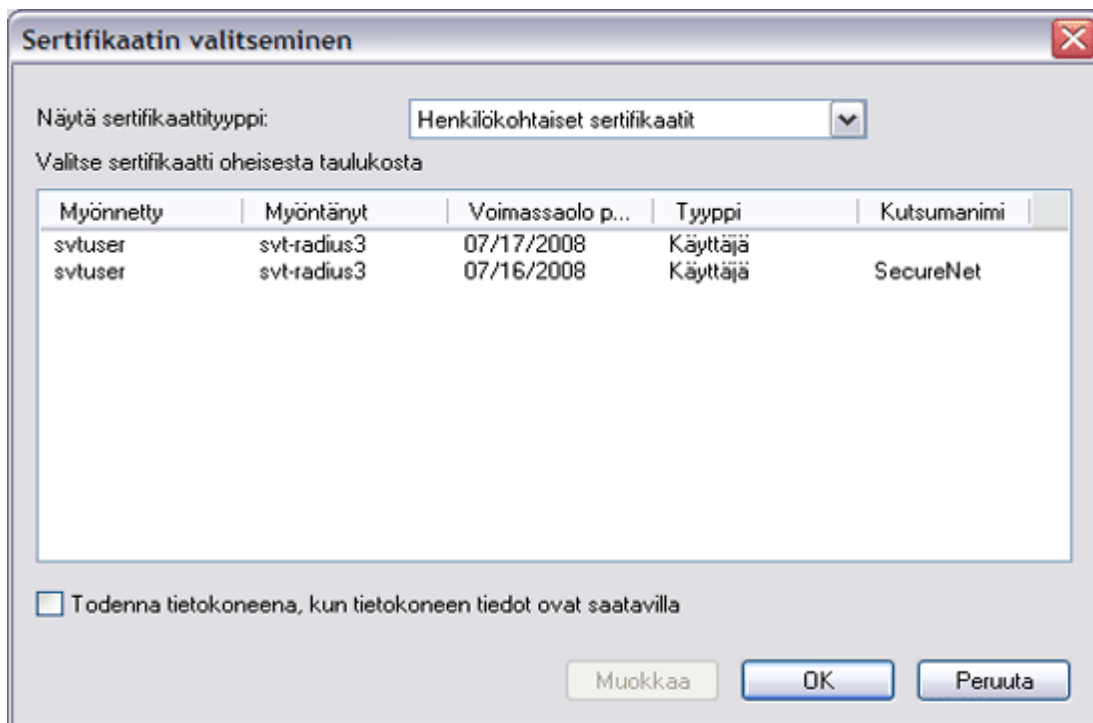 Sertifikaatin valitseminen
Näytä sertifikaattityyppi: Henkilökohtaiset sertifikaatit
Valitse sertifikaatti oheisesta taulukosta
Myönnetty Myöntänyt Voimassaolo p... Tyyppi Kutsumanimi
svtuser svt-radius3 07/17/2008 Käyttäjä
svtuser svt-radius3 07/16/2008 Käyttäjä SecureNet
Todenna tietokoneena, kun tietokoneen tiedot ovat saatavilla
Muokkaa OK Peruuta